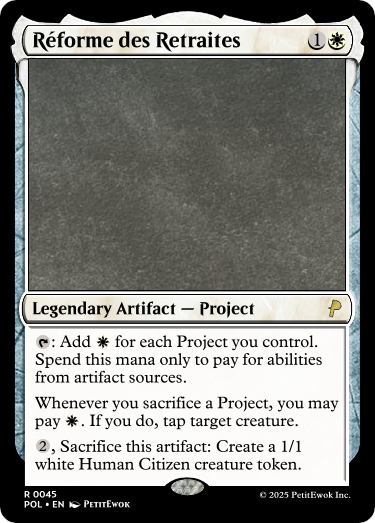 Réforme des Retraites 1
Legendary Artifact — Project
: Add for each Project you control.
Spend this mana only to pay for abilities
from artifact sources.
Whenever you sacrifice a Project, you may
pay . If you do, tap target creature.
2, Sacrifice this artifact: Create a 1/1
white Human Citizen creature token.
R 0045
POL • EN PetitEwok
© 2025 PetitEwok Inc.